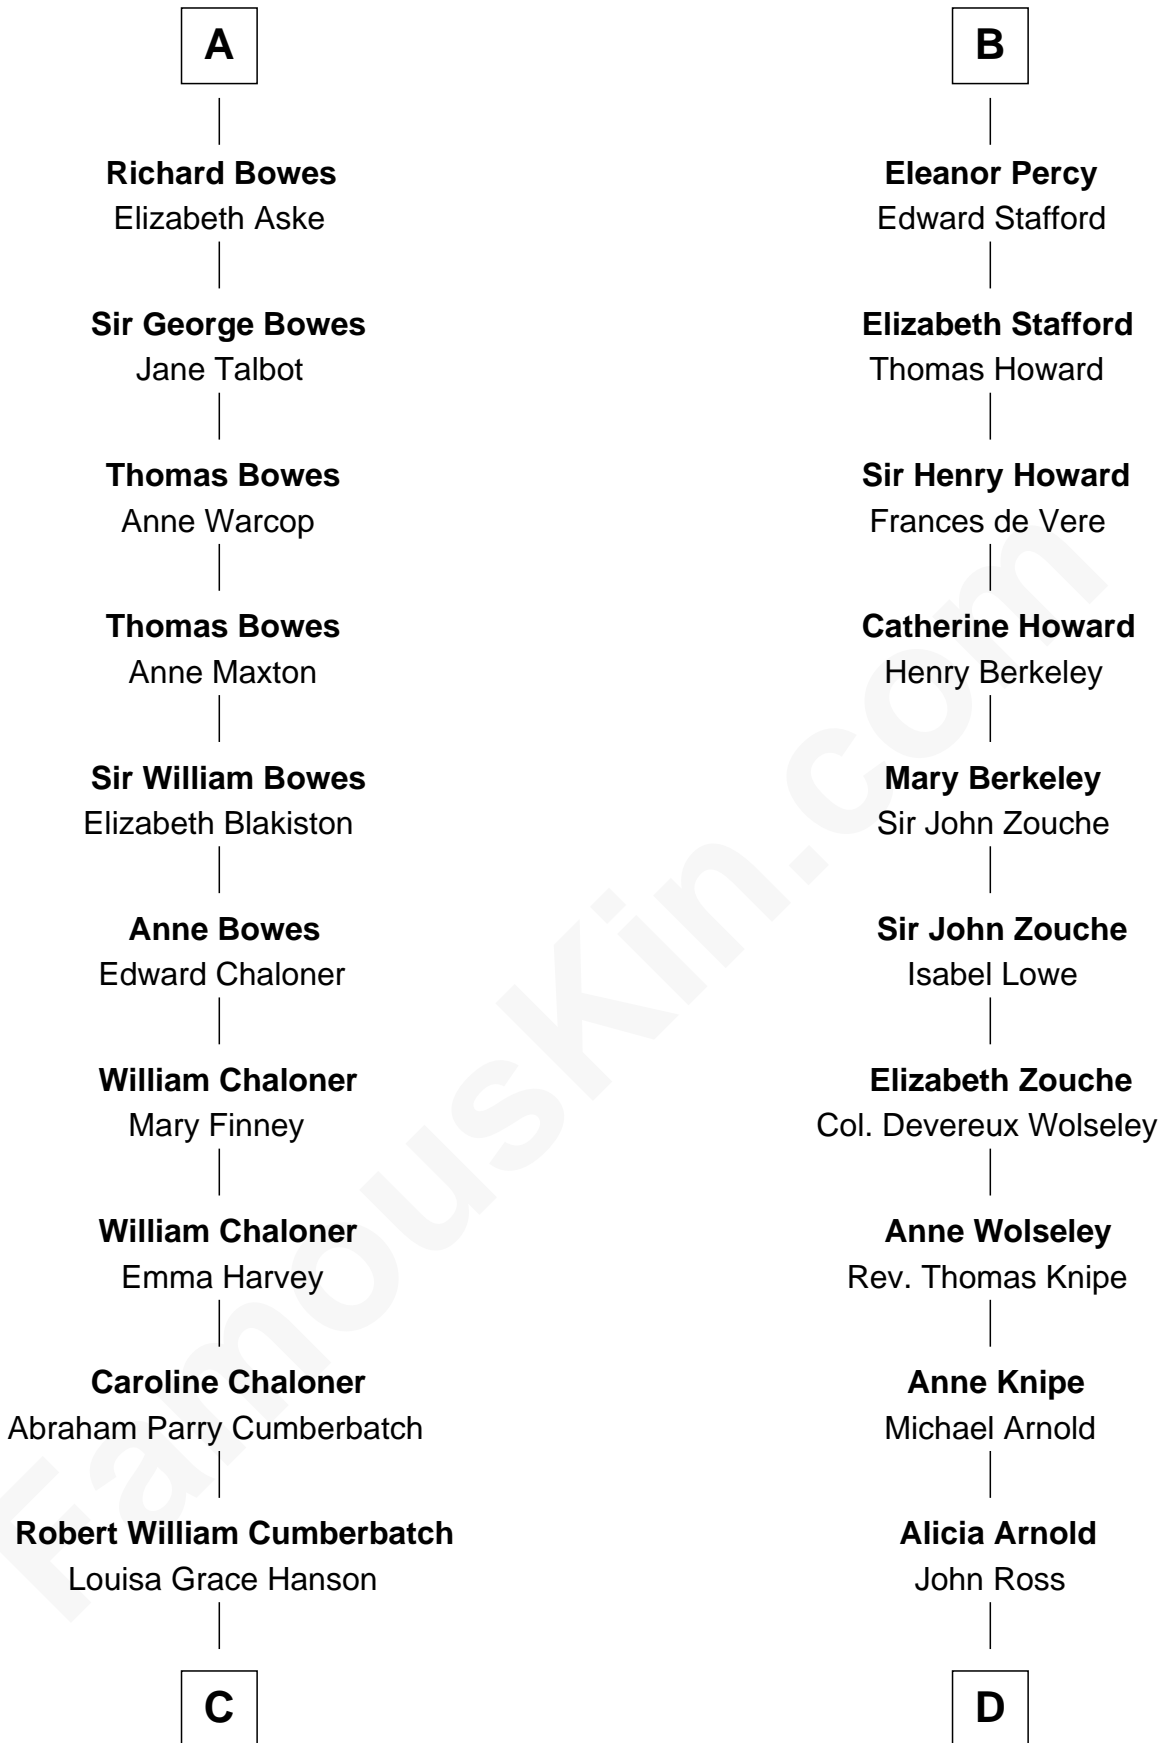 A
Richard Bowes
Elizabeth Aske
Sir George Bowes
Jane Talbot
Thomas Bowes
Anne Warcop
Thomas Bowes
Anne Maxton
Sir William Bowes
Elizabeth Blakiston
Anne Bowes
Edward Chaloner
William Chaloner
Mary Finney
William Chaloner
Emma Harvey
Caroline Chaloner
Abraham Parry Cumberbatch
Robert William Cumberbatch
Louisa Grace Hanson
C
B
Eleanor Percy
Edward Stafford
Elizabeth Stafford
Thomas Howard
Sir Henry Howard
Frances de Vere
Catherine Howard
Henry Berkeley
Mary Berkeley
Sir John Zouche
Sir John Zouche
Isabel Lowe
Elizabeth Zouche
Col. Devereux Wolseley
Anne Wolseley
Rev. Thomas Knipe
Anne Knipe
Michael Arnold
Alicia Arnold
John Ross
D
FamousKin.com